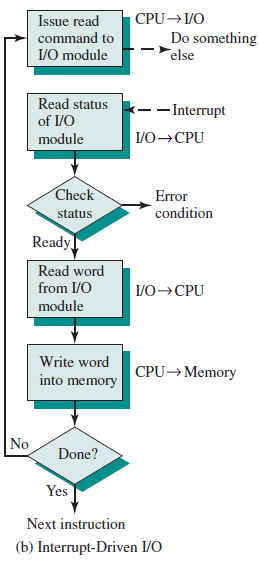 Issue read
command to
I/O module
CPU→I/O
Do something
else
Read status
of I/O
module
Interrupt
I/O→CPU
Check
status
Error
condition
Ready
Read word
from I/O
module
I/O→CPU
Write word
into memory
CPU→Memory
No
Done?
Yes
Next instruction
(b) Interrupt-Driven I/O